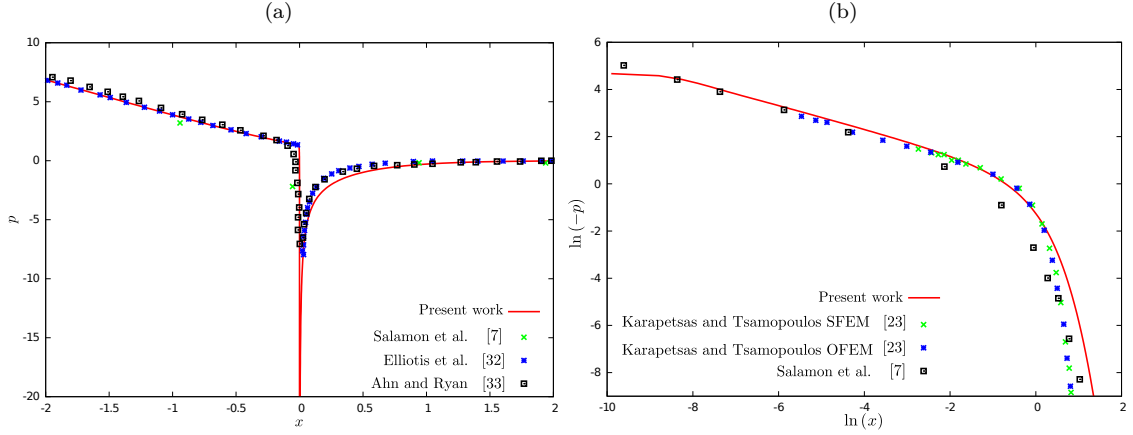 (a)
10
5
0
-5
-10
-15
-20
p
-2
-1.5
-1
-0.5
0
0.5
1
1.5
2
x
Present work
Salamon et al. [7]
Elliotis et al. [32]
Ahn and Ryan [33]
(b)
6
4
2
0
-2
-4
-6
-8
ln (−p)
-10
-8
-6
-4
-2
0
2
ln (x)
Present work
Karapetsas and Tsamopoulos SFEM [23]
Karapetsas and Tsamopoulos OFEM [23]
Salamon et al. [7]